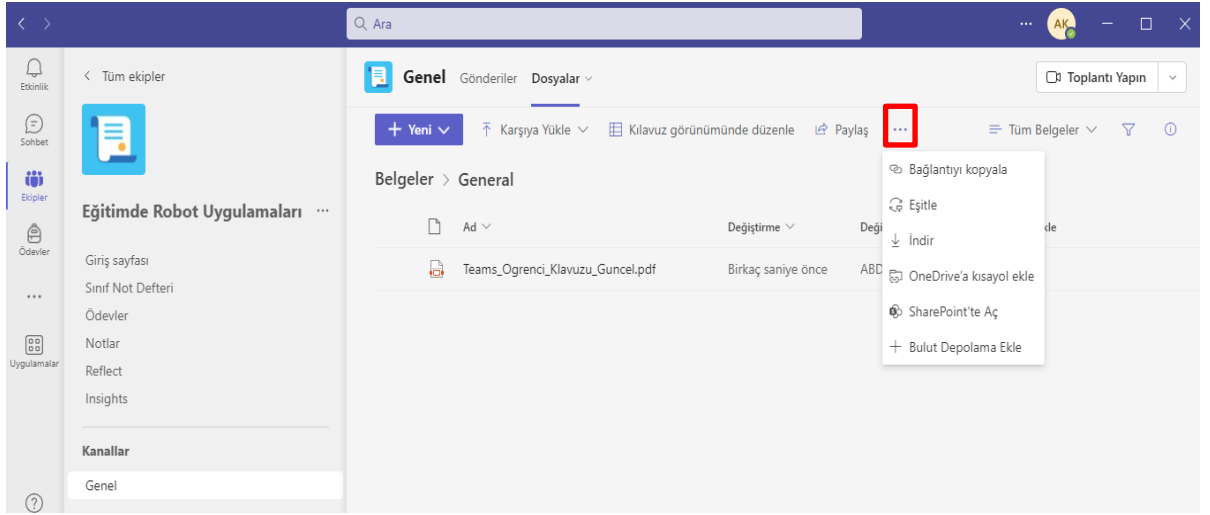 Ara
AK
Etkinlik
Sohbet
Ekipler
Ödevler
Uygulamalar
Tüm ekipler
Eğitimde Robot Uygulamaları
Giriş sayfası
Sınıf Not Defteri
Ödevler
Notlar
Reflect
Insights
Kanallar
Genel
Genel Gönderiler Dosyalar
Toplantı Yapın
+ Yeni Karşıya Yükle Kılavuz görünümünde düzenle Paylaş ... Tüm Belgeler
Belgeler > General
Ad Değiştirme Deği
Teams_Ogrenci_Klavuzu_Guncel.pdf Birkaç saniye önce ABD
Bağlantıyı kopyala
Eşitle
İndir
OneDrive'a kısayol ekle
SharePoint'te Aç
+ Bulut Depolama Ekle